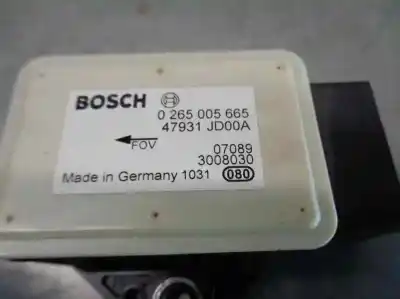 BOSCH
0 265 005 665
47931 JD00A
FOV
07089
3008030
Made in Germany 1031 080